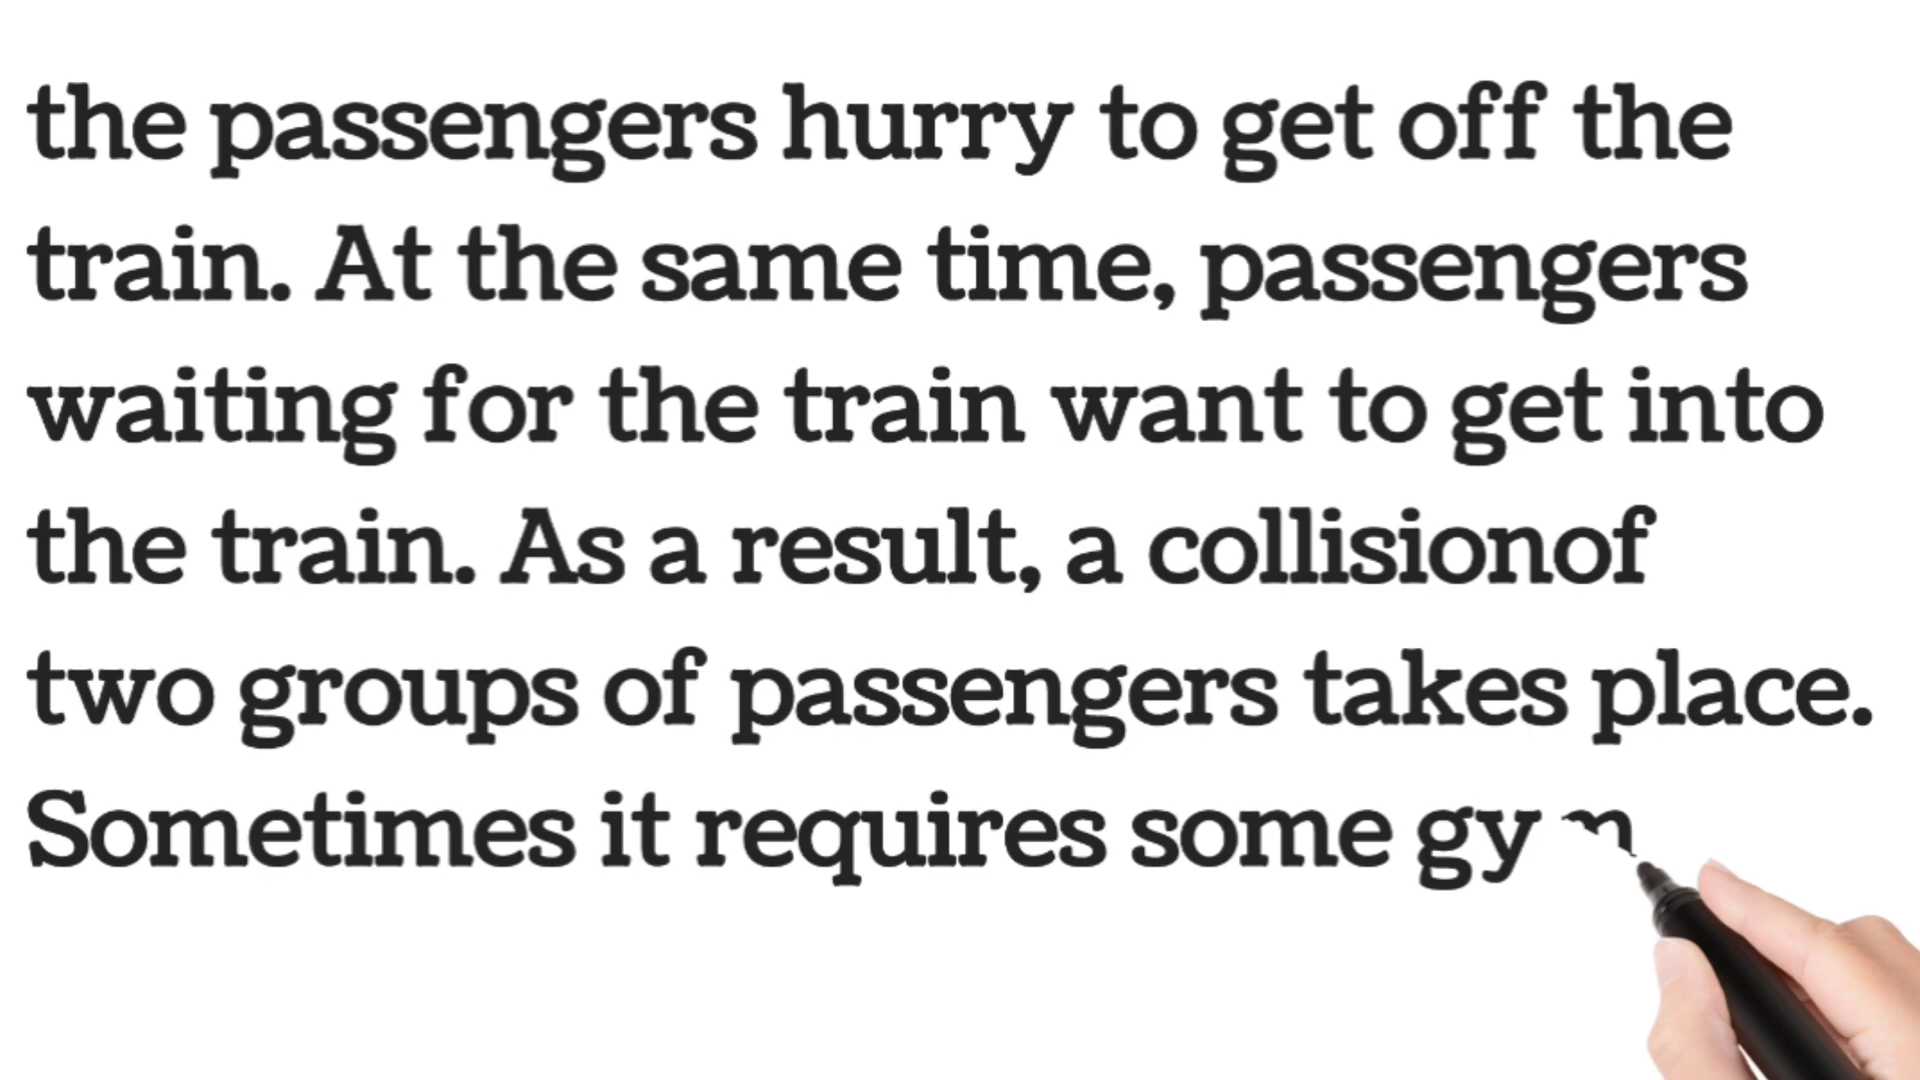 the passengers hurry to get off the
train. At the same time, passengers
waiting for the train want to get into
the train. As a result, a collisionof
two groups of passengers takes place.
Sometimes it requires some